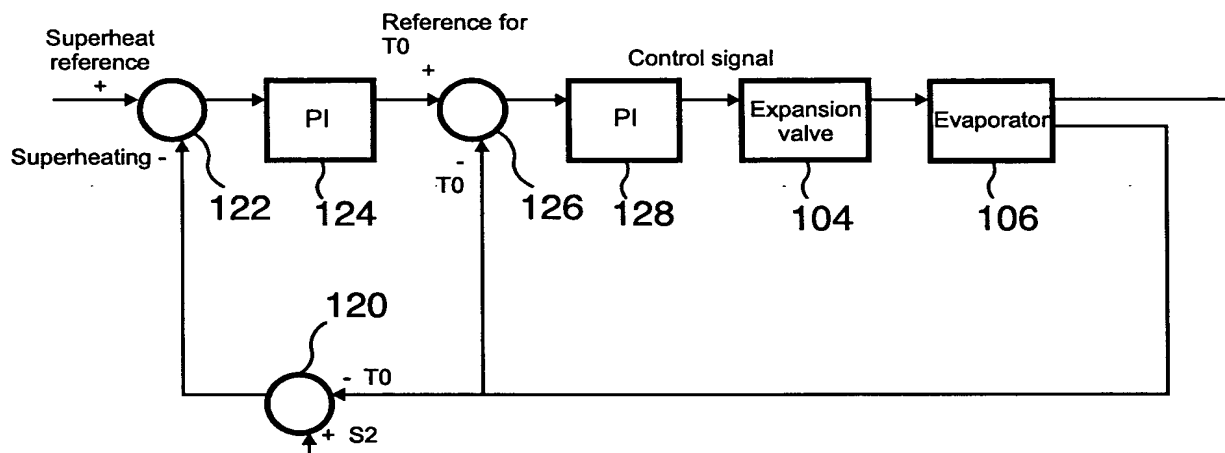 Superheat
reference
+
Superheating -
122
PI
124
Reference for
T0
+
-
T0
126
PI
128
Control signal
Expansion
valve
104
Evaporator
106
120
- T0
+ S2